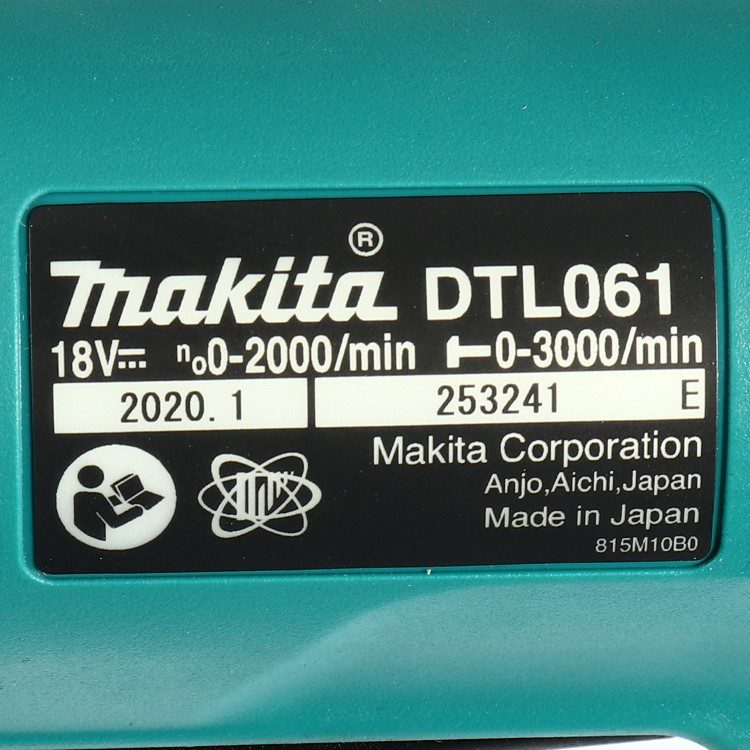 makita® DTL061
18V⎓ n₀0-2000/min 0-3000/min
2020.1 253241 E
Makita Corporation
Anjo,Aichi,Japan
Made in Japan
815M10B0